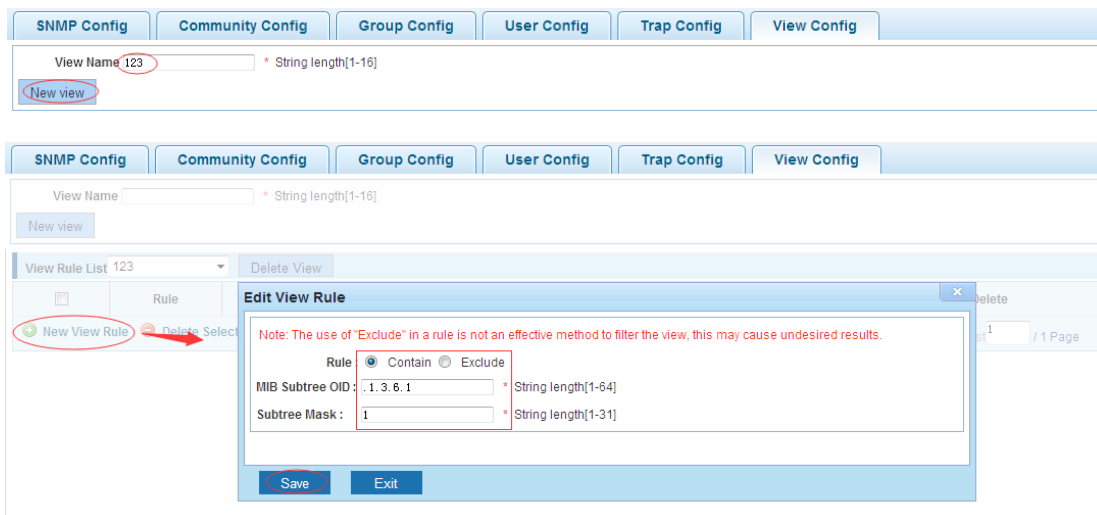 SNMP Config Community Config Group Config User Config Trap Config View Config
View Name 123 * String length[1-16]
New view
SNMP Config Community Config Group Config User Config Trap Config View Config
View Name * String length[1-16]
New view
View Rule List 123 Delete View
Rule Delete
New View Rule Delete Select 1 / 1 Page
Edit View Rule
Note: The use of "Exclude" in a rule is not an effective method to filter the view, this may cause undesired results.
Rule : Contain Exclude
MIB Subtree OID : .1.3.6.1 * String length[1-64]
Subtree Mask : 1 * String length[1-31]
Save Exit